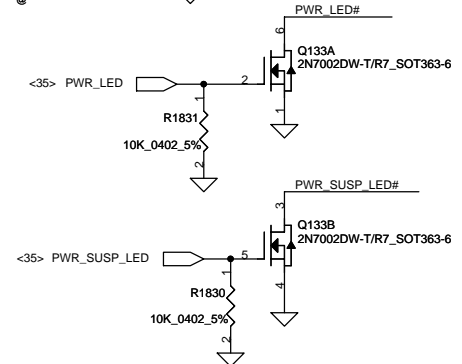 @
PWR_LED#
6
Q133A
2N7002DW-T/R7_SOT363-6
<35> PWR_LED
2
1
1
R1831
10K_0402_5%
2
PWR_SUSP_LED#
3
Q133B
2N7002DW-T/R7_SOT363-6
<35> PWR_SUSP_LED
5
1
4
R1830
10K_0402_5%
2